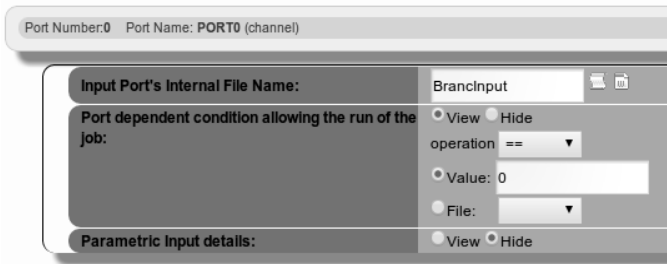 Port Number:0 Port Name: PORT0 (channel)
Input Port's Internal File Name: BrancInput
Port dependent condition allowing the run of the job: View Hide
operation ==
Value: 0
File:
Parametric Input details: View Hide